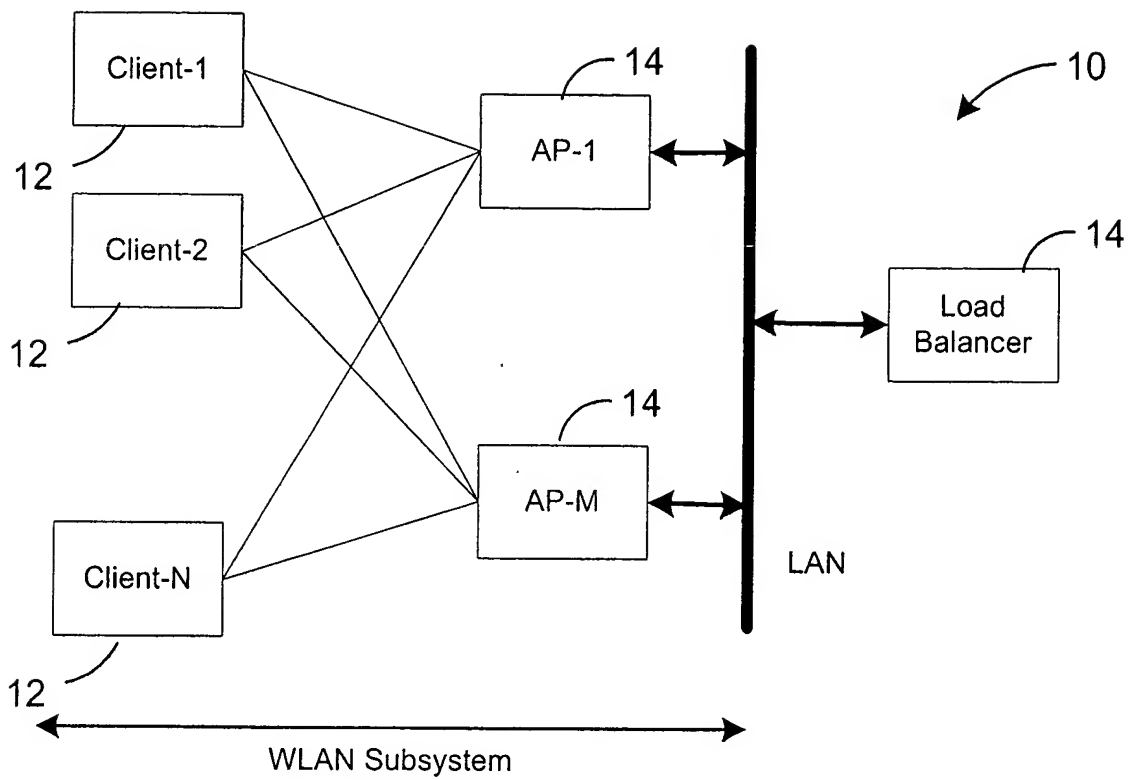 Client-1
14
10
AP-1
12
Client-2
14
Load
Balancer
12
14
AP-M
LAN
Client-N
12
WLAN Subsystem